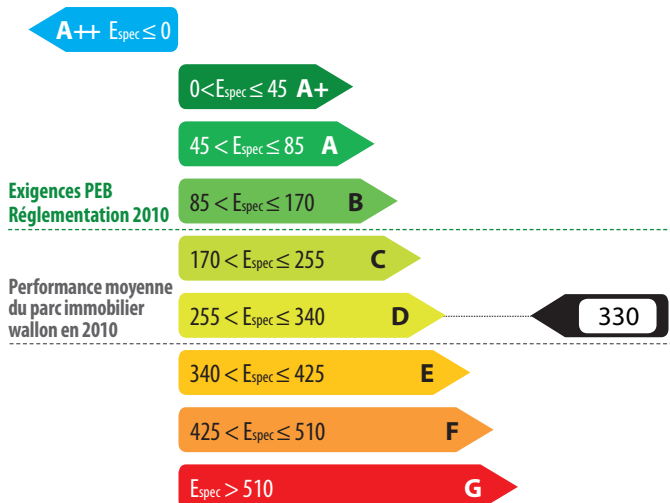 A++ Espec ≤ 0
0<Espec ≤ 45 A+
45 < Espec ≤ 85 A
Exigences PEB
Réglementation 2010
85 < Espec ≤ 170 B
170 < Espec ≤ 255 C
Performance moyenne
du parc immobilier
wallon en 2010
255 < Espec ≤ 340 D
330
340 < Espec ≤ 425 E
425 < Espec ≤ 510 F
Espec > 510 G